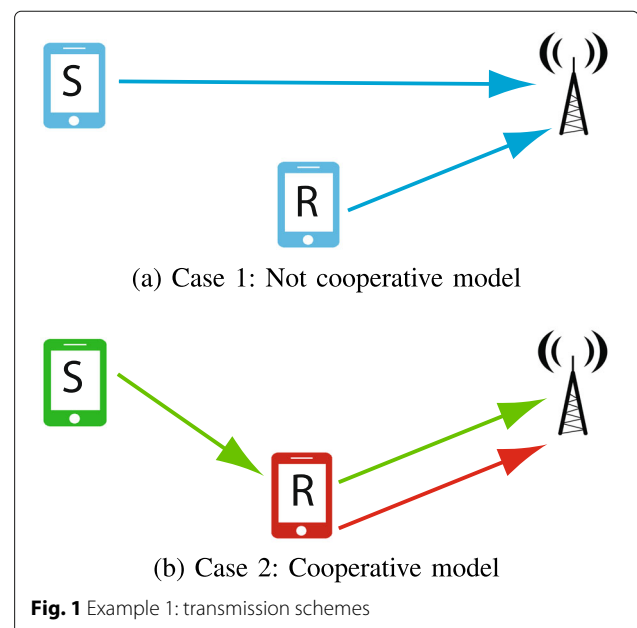 S
R
(a) Case 1: Not cooperative model
S
R
(b) Case 2: Cooperative model
Fig. 1 Example 1: transmission schemes